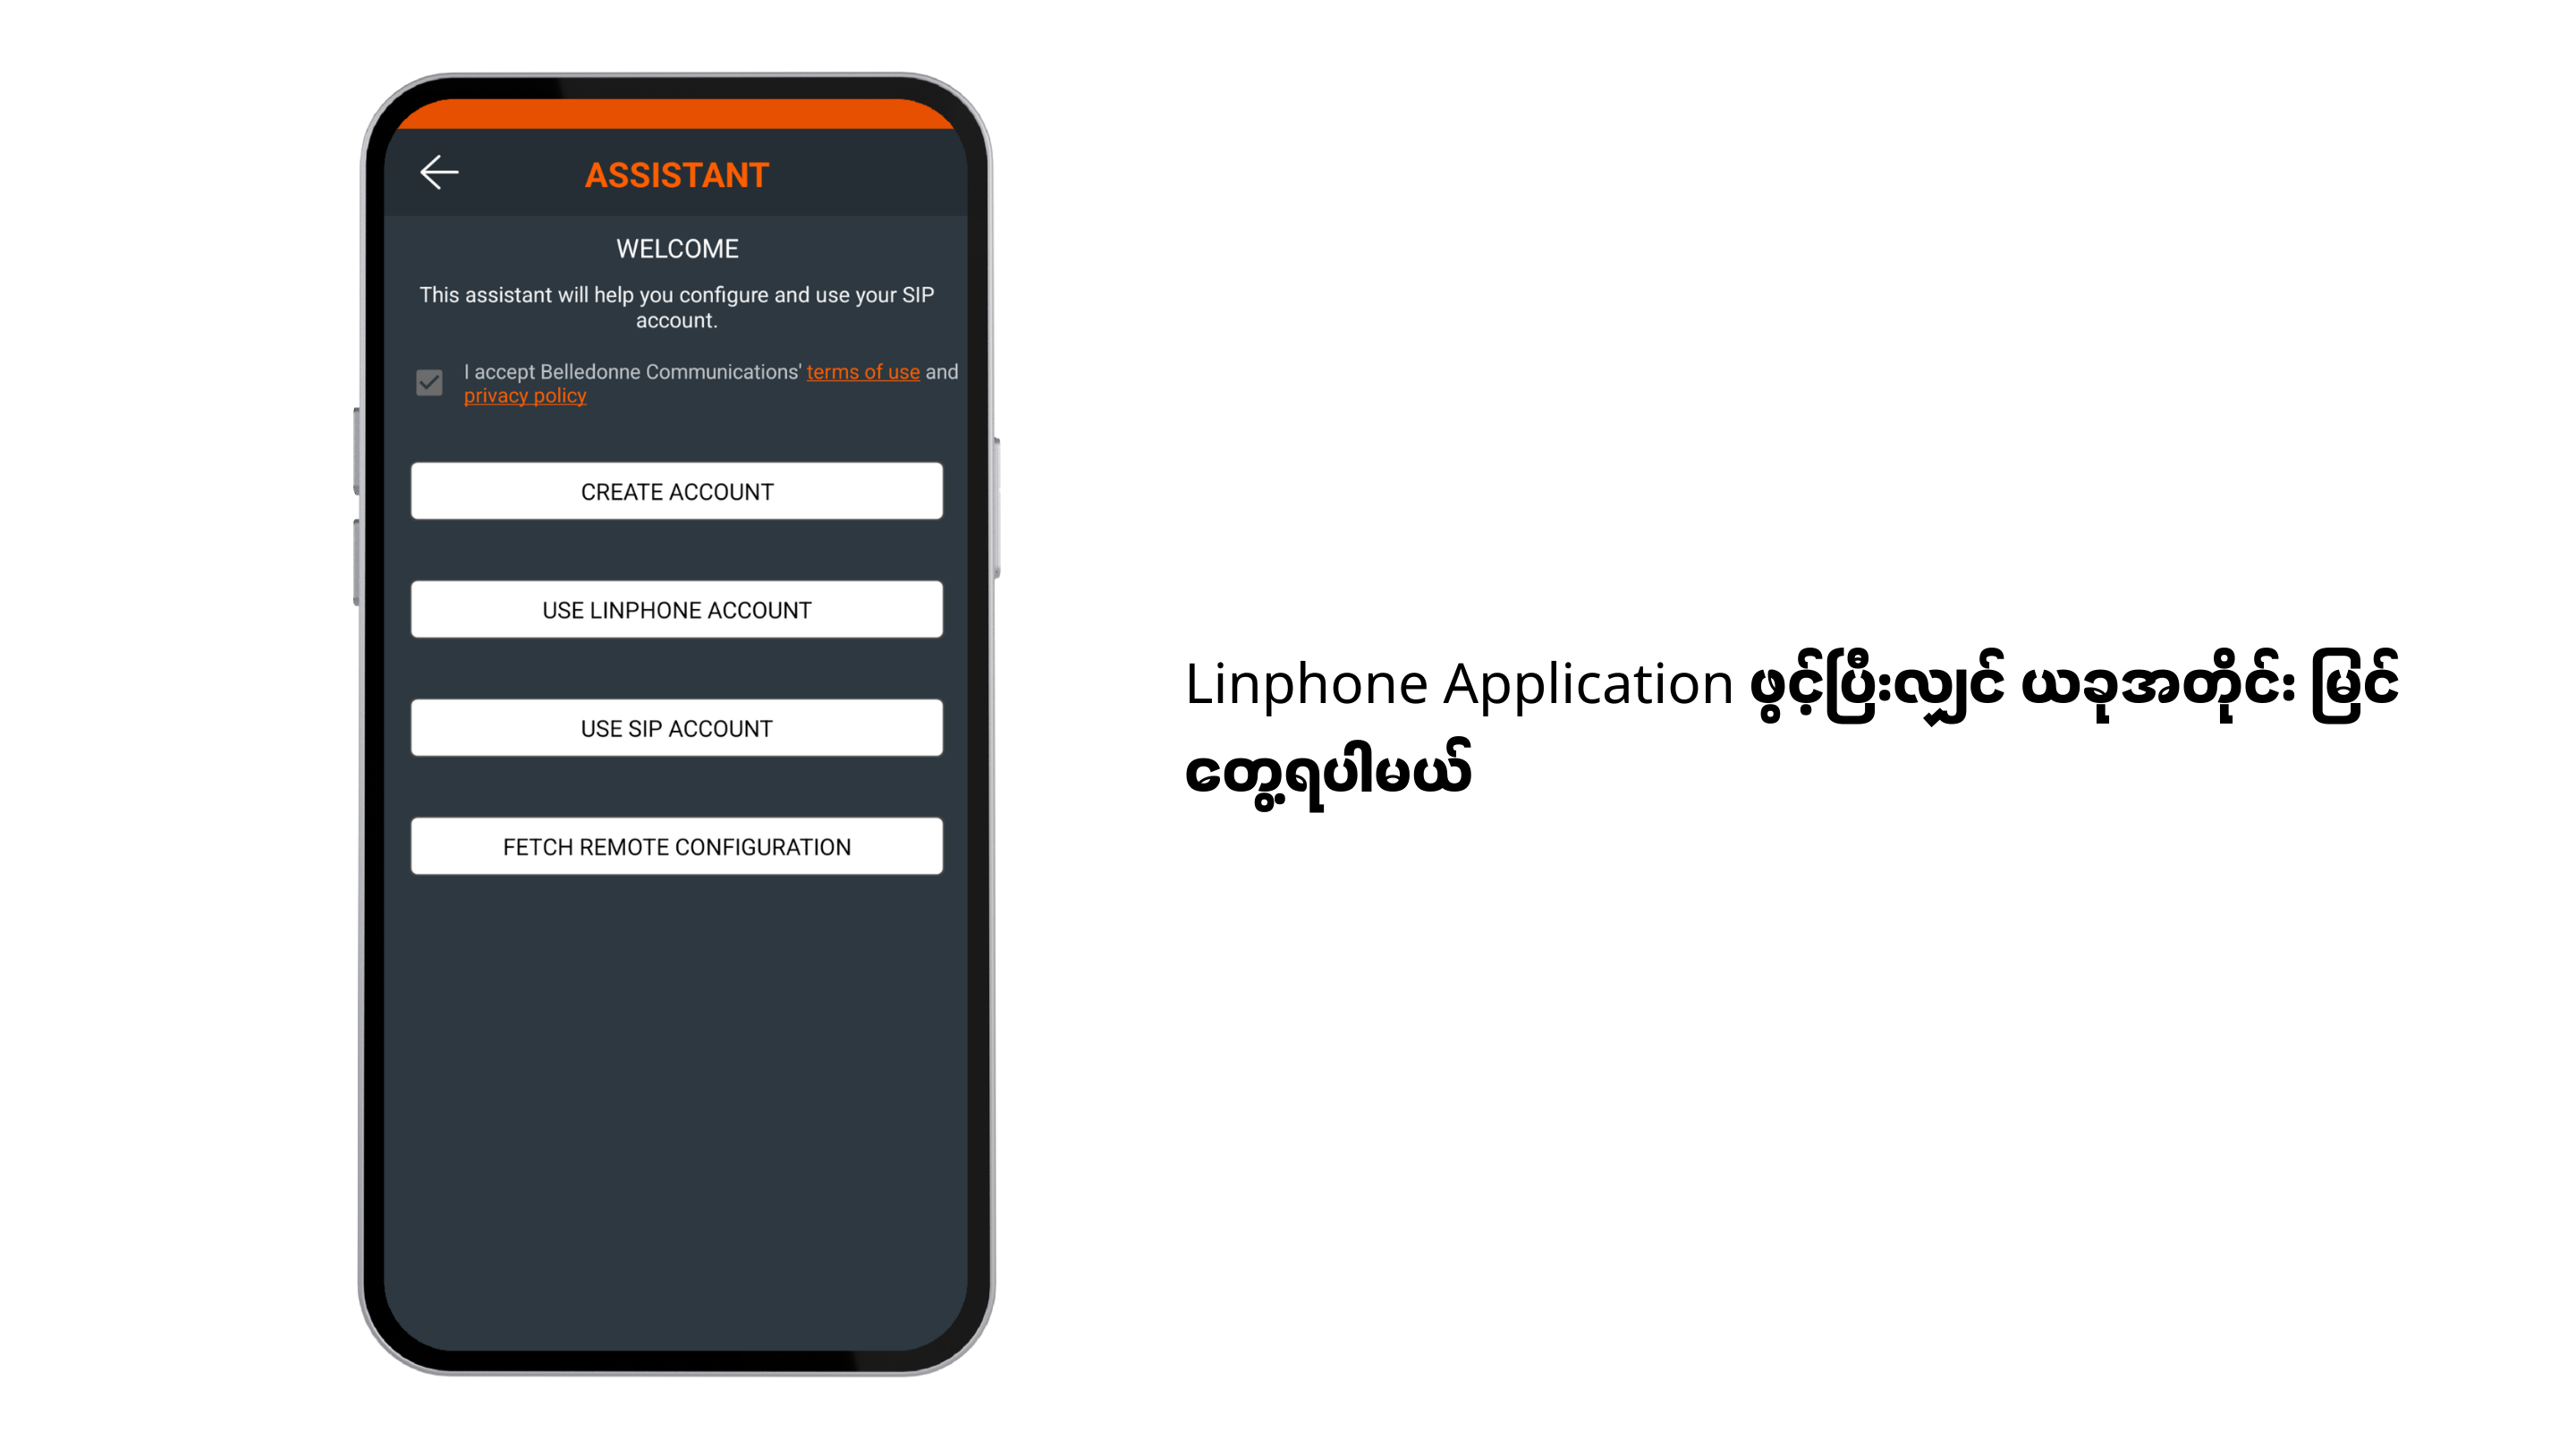 ASSISTANT
WELCOME
This assistant will help you configure and use your SIP
account.
I accept Belledonne Communications' terms of use and
privacy policy
CREATE ACCOUNT
USE LINPHONE ACCOUNT
USE SIP ACCOUNT
FETCH REMOTE CONFIGURATION
Linphone Application ဖွင့်ပြီးလျှင် ယခုအတိုင်း မြင်
တွေ့ရပါမယ်